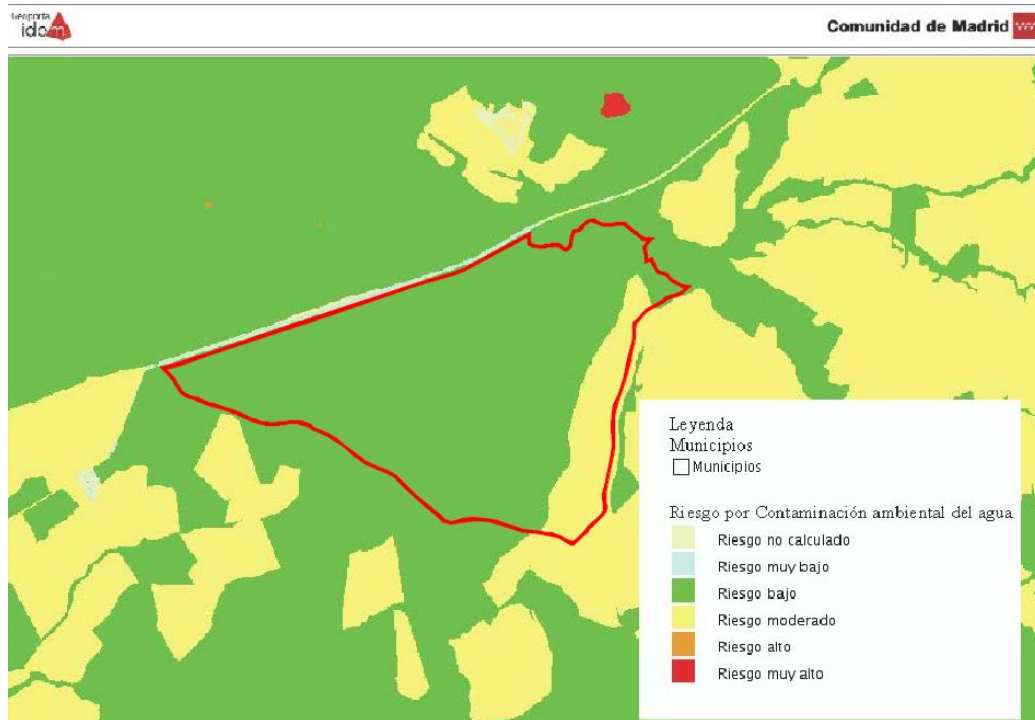 Geoporta
idem
Comunidad de Madrid
Leyenda
Municipios
Municipios
Riesgo por Contaminación ambiental del agua
Riesgo no calculado
Riesgo muy bajo
Riesgo bajo
Riesgo moderado
Riesgo alto
Riesgo muy alto